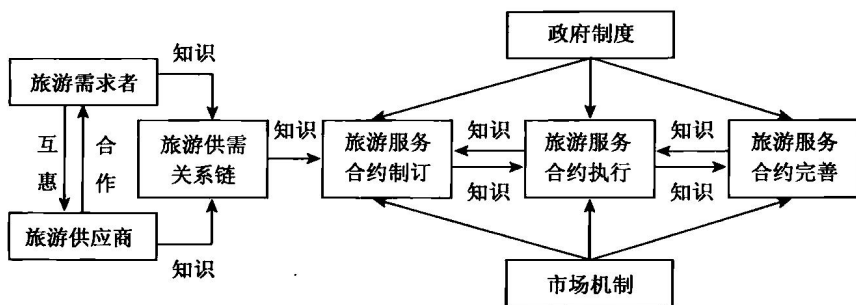 政府制度
知识
旅游需求者
互惠
合作
知识
旅游供需
关系链
知识
旅游服务
合约制订
知识
知识
旅游服务
合约执行
知识
知识
旅游服务
合约完善
旅游供应商
知识
市场机制